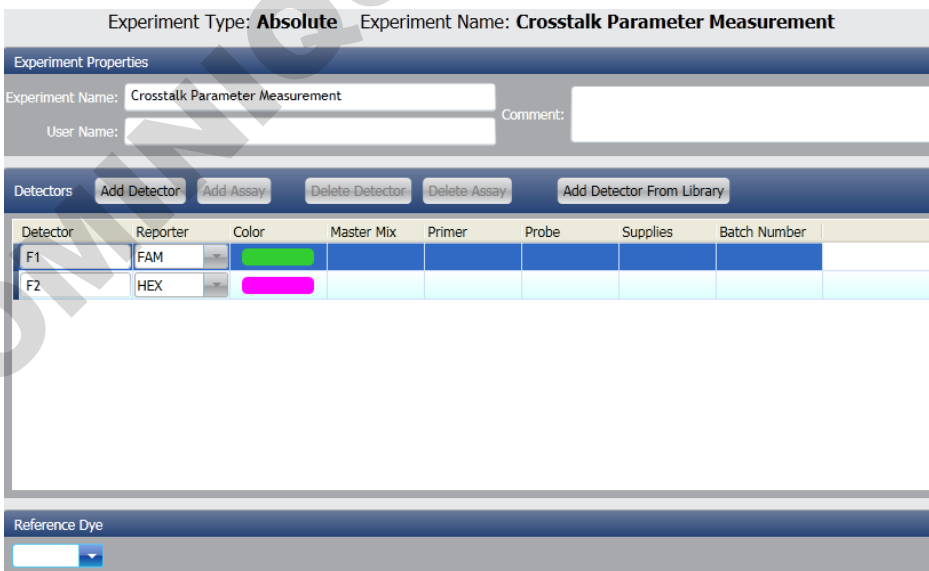 Experiment Type: Absolute Experiment Name: Crosstalk Parameter Measurement
Experiment Properties
Experiment Name: Crosstalk Parameter Measurement
Comment:
User Name:
Detectors Add Detector Add Assay Delete Detector Delete Assay Add Detector From Library
Detector Reporter Color Master Mix Primer Probe Supplies Batch Number
F1 FAM
F2 HEX
Reference Dye
OMINIQU